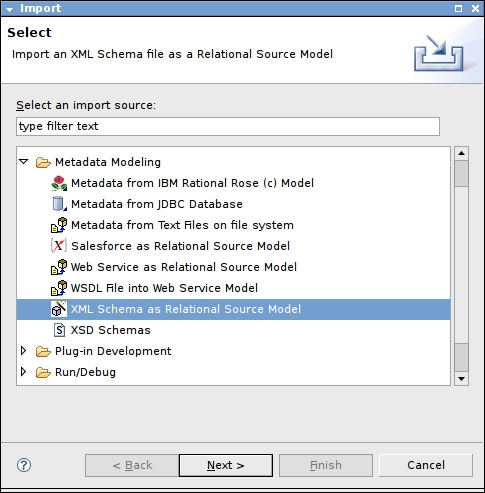 Import
Select
Import an XML Schema file as a Relational Source Model
Select an import source:
type filter text
Metadata Modeling
Metadata from IBM Rational Rose (c) Model
Metadata from JDBC Database
Metadata from Text Files on file system
Salesforce as Relational Source Model
Web Service as Relational Source Model
WSDL File into Web Service Model
XML Schema as Relational Source Model
XSD Schemas
Plug-in Development
Run/Debug
< Back
Next >
Finish
Cancel